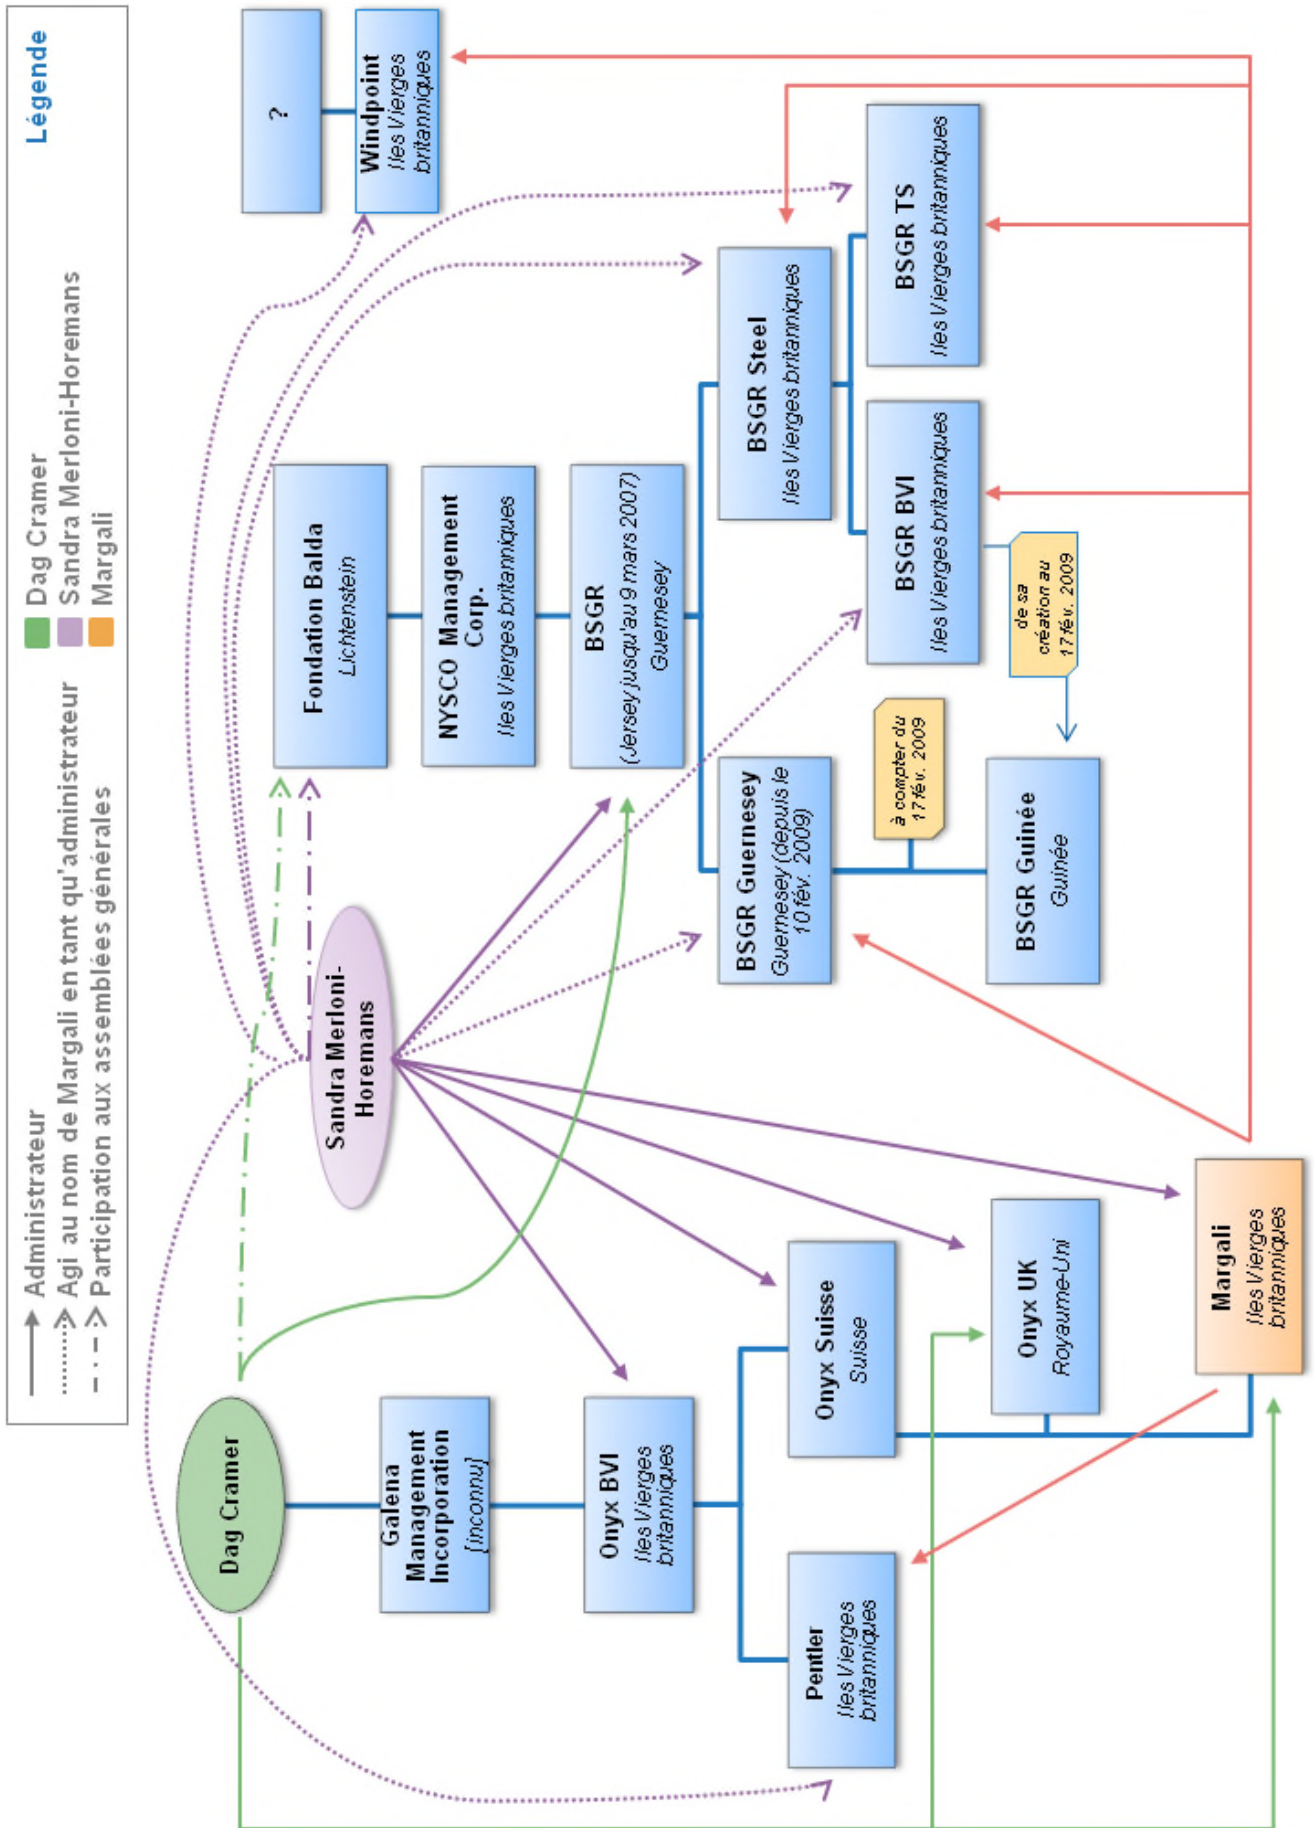 Légende
Administrateur
Agi au nom de Margali en tant qu'administrateur
Participation aux assemblées générales
Dag Cramer
Sandra Merloni-Horemans
Margali
Dag Cramer
Galena
Management
Incorporation
[inconnu]
Onyx BVI
Iles Vierges
britanniques
Pentler
Iles Vierges
britanniques
Onyx Suisse
Suisse
Onyx UK
Royaume-Uni
Margali
Iles Vierges
britanniques
Sandra Merloni-
Horemans
Fondation Balda
Lichtenstein
NYSCO Management
Corp.
Iles Vierges britanniques
BSGR
(Jersey jusqu'au 9 mars 2007)
Guernesey
BSGR Guernesey
Guernesey (depuis le
10 fév. 2009)
à compter du
17 fév. 2009
BSGR Guinée
Guinée
BSGR Steel
Iles Vierges britanniques
BSGR BVI
Iles Vierges britanniques
de sa
création au
17 fév. 2009
BSGR TS
Iles Vierges britanniques
?
Windpoint
Iles Vierges
britanniques